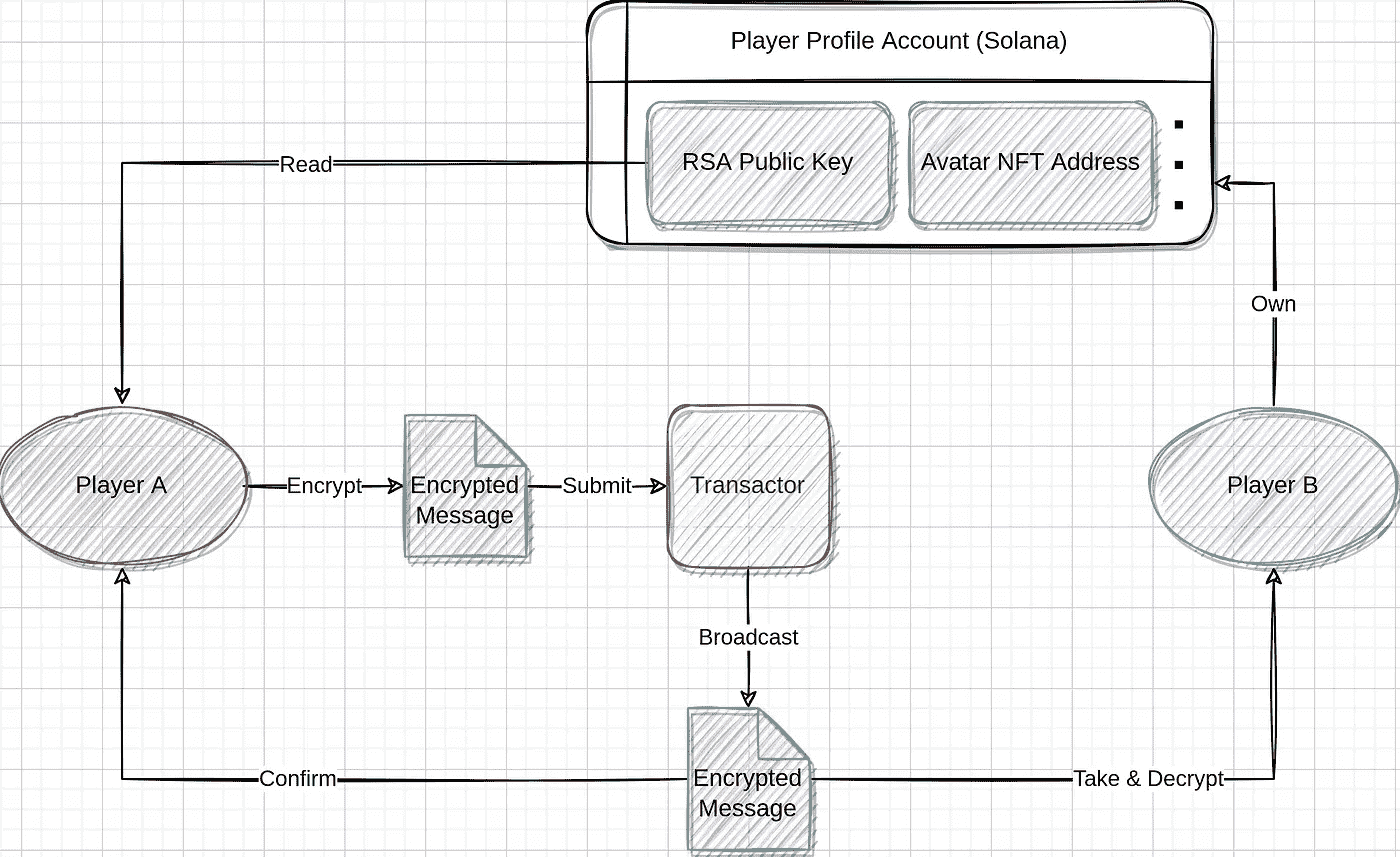 Player Profile Account (Solana)
RSA Public Key
Avatar NFT Address
Read
Own
Player A
Encrypt
Encrypted
Message
Submit
Transactor
Player B
Broadcast
Confirm
Encrypted
Message
Take & Decrypt